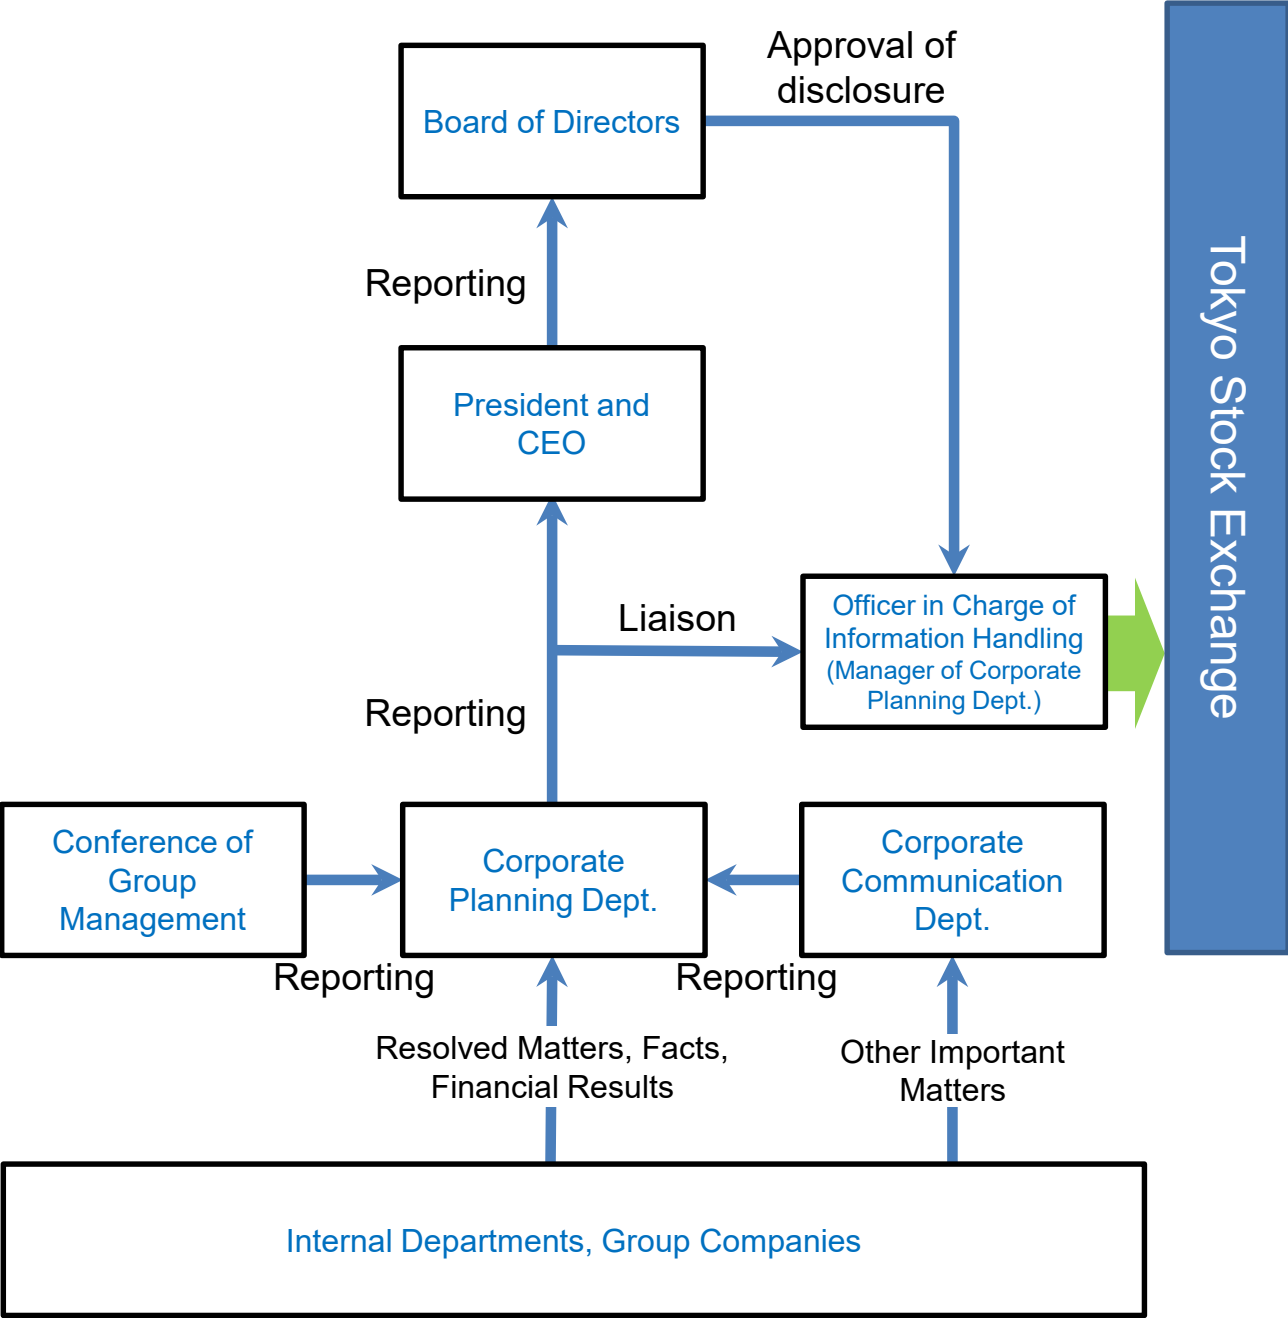 Approval of
disclosure
Board of Directors
Reporting
President and
CEO
Tokyo Stock Exchange
Liaison
Officer in Charge of
Information Handling
(Manager of Corporate
Planning Dept.)
Reporting
Conference of
Group
Management
Corporate
Planning Dept.
Corporate
Communication
Dept.
Reporting
Reporting
Resolved Matters, Facts,
Financial Results
Other Important
Matters
Internal Departments, Group Companies